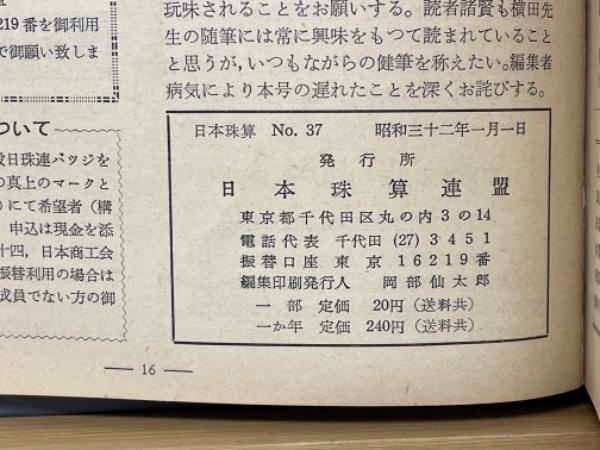 219番を御利用
で御願い致しま
ついて
日珠連バッジを
の真上のマークと
にて希望者（構
申込は現金を添
十四，日本商工会
振替利用の場合は
成員でない方の御
玩味されることをお願いする。読者諸賢も横田先
生の随筆には常に興味をもつて読まれていること
と思うが，いつもながらの健筆を称えたい。編集者
病気により本号の遅れたことを深くお詫びする。
日本珠算 No. 37 昭和三十二年一月一日
発行所
日本珠算連盟
東京都千代田区丸の内3の14
電話代表 千代田 (27) 3451
振替口座 東京 16219番
編集印刷発行人 岡部仙太郎
一部 定価 20円（送料共）
一か年 定価 240円（送料共）
— 16 —